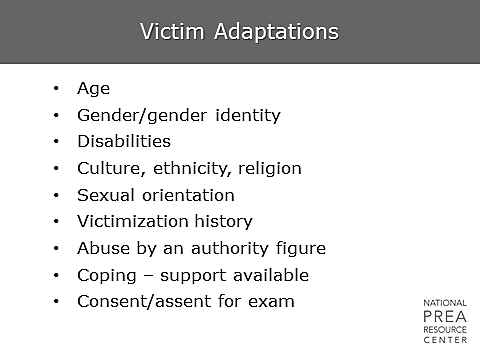 Victim Adaptations
• Age
• Gender/gender identity
• Disabilities
• Culture, ethnicity, religion
• Sexual orientation
• Victimization history
• Abuse by an authority figure
• Coping – support available
• Consent/assent for exam
NATIONAL
PREA
RESOURCE
CENTER